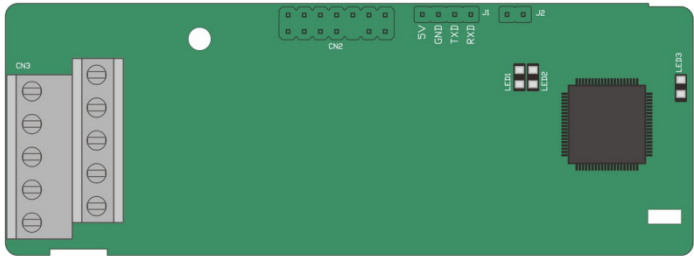 J1
J2
5V
GND
TXD
RXD
CN2
CN3
LED1
LED2
LED3